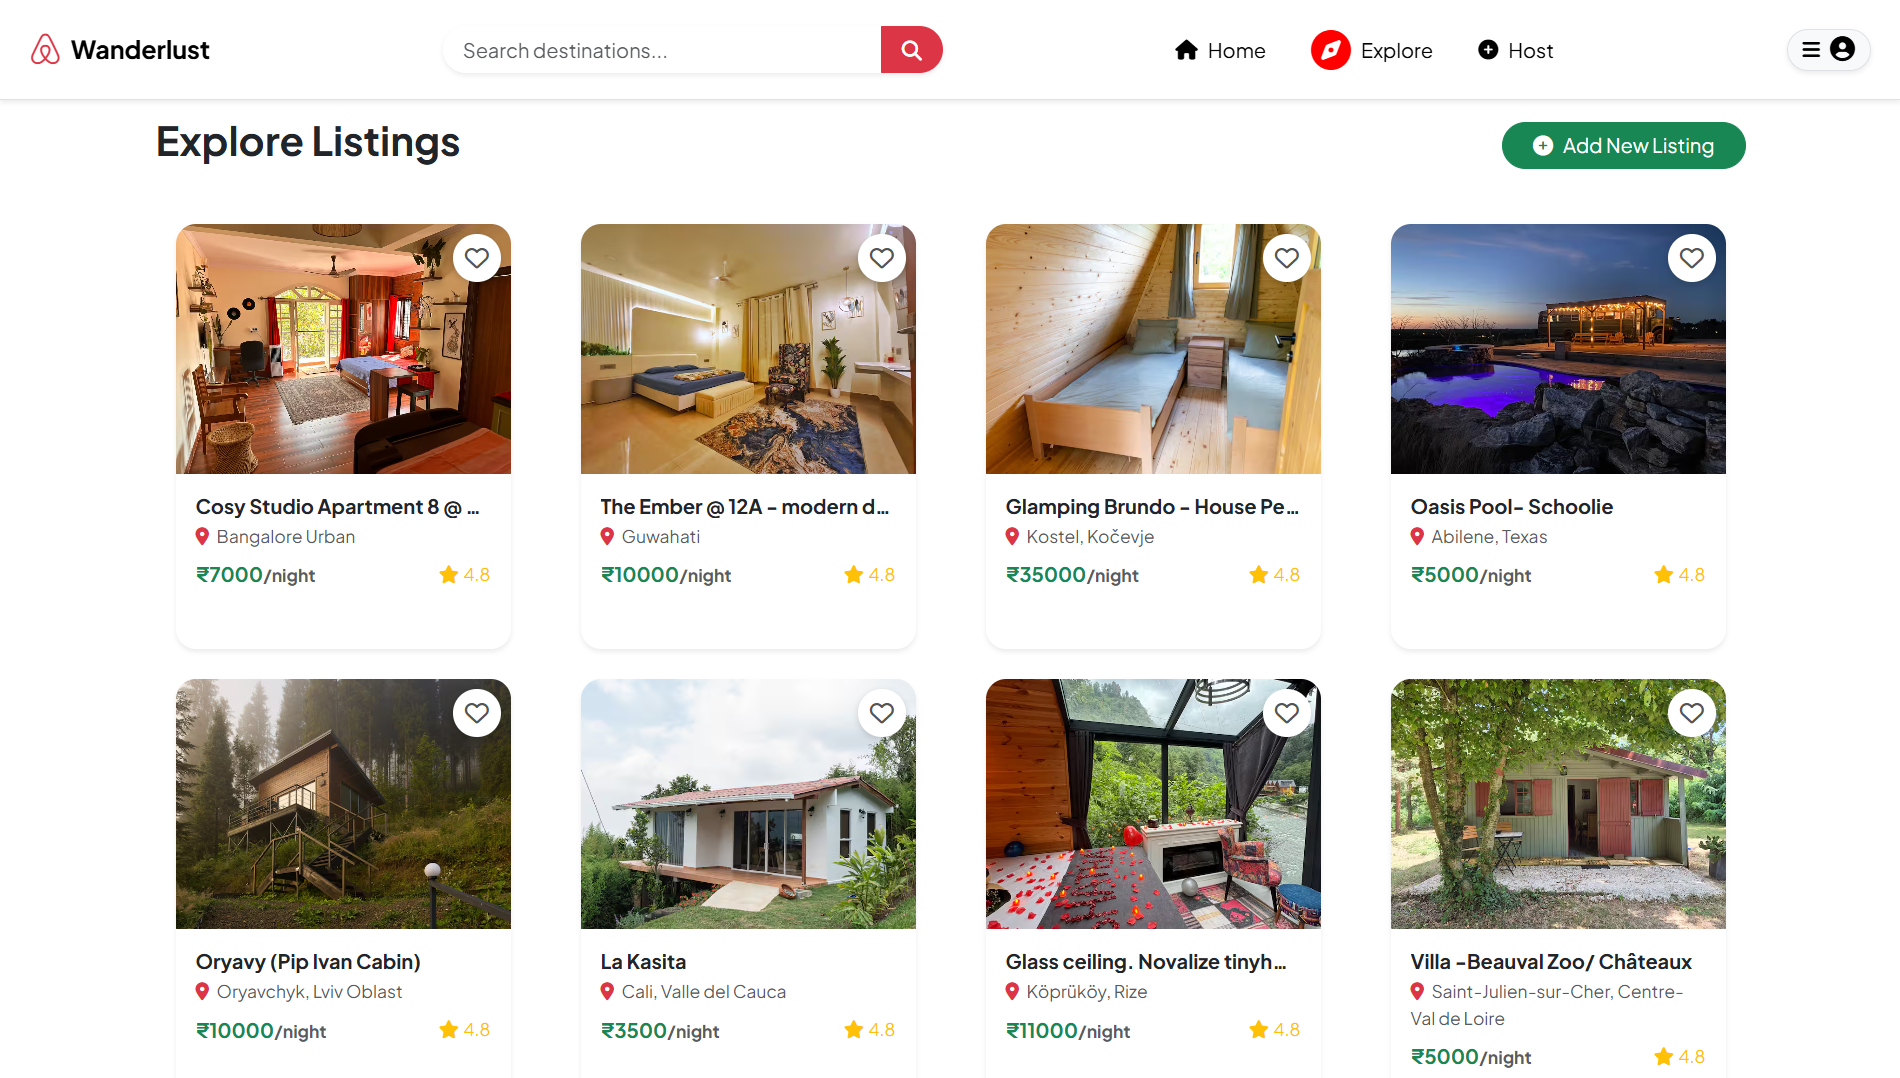 Wanderlust
Search destinations...
Home
Explore
Host
Explore Listings
Add New Listing
Cosy Studio Apartment 8 @ ...
Bangalore Urban
₹7000/night
4.8
The Ember @ 12A - modern d...
Guwahati
₹10000/night
4.8
Glamping Brundo - House Pe...
Kostel, Kočevje
₹35000/night
4.8
Oasis Pool- Schoolie
Abilene, Texas
₹5000/night
4.8
Oryavy (Pip Ivan Cabin)
Oryavchyk, Lviv Oblast
₹10000/night
4.8
La Kasita
Cali, Valle del Cauca
₹3500/night
4.8
Glass ceiling. Novalize tinyh...
Köprüköy, Rize
₹11000/night
4.8
Villa -Beauval Zoo/ Châteaux
Saint-Julien-sur-Cher, Centre-
Val de Loire
₹5000/night
4.8